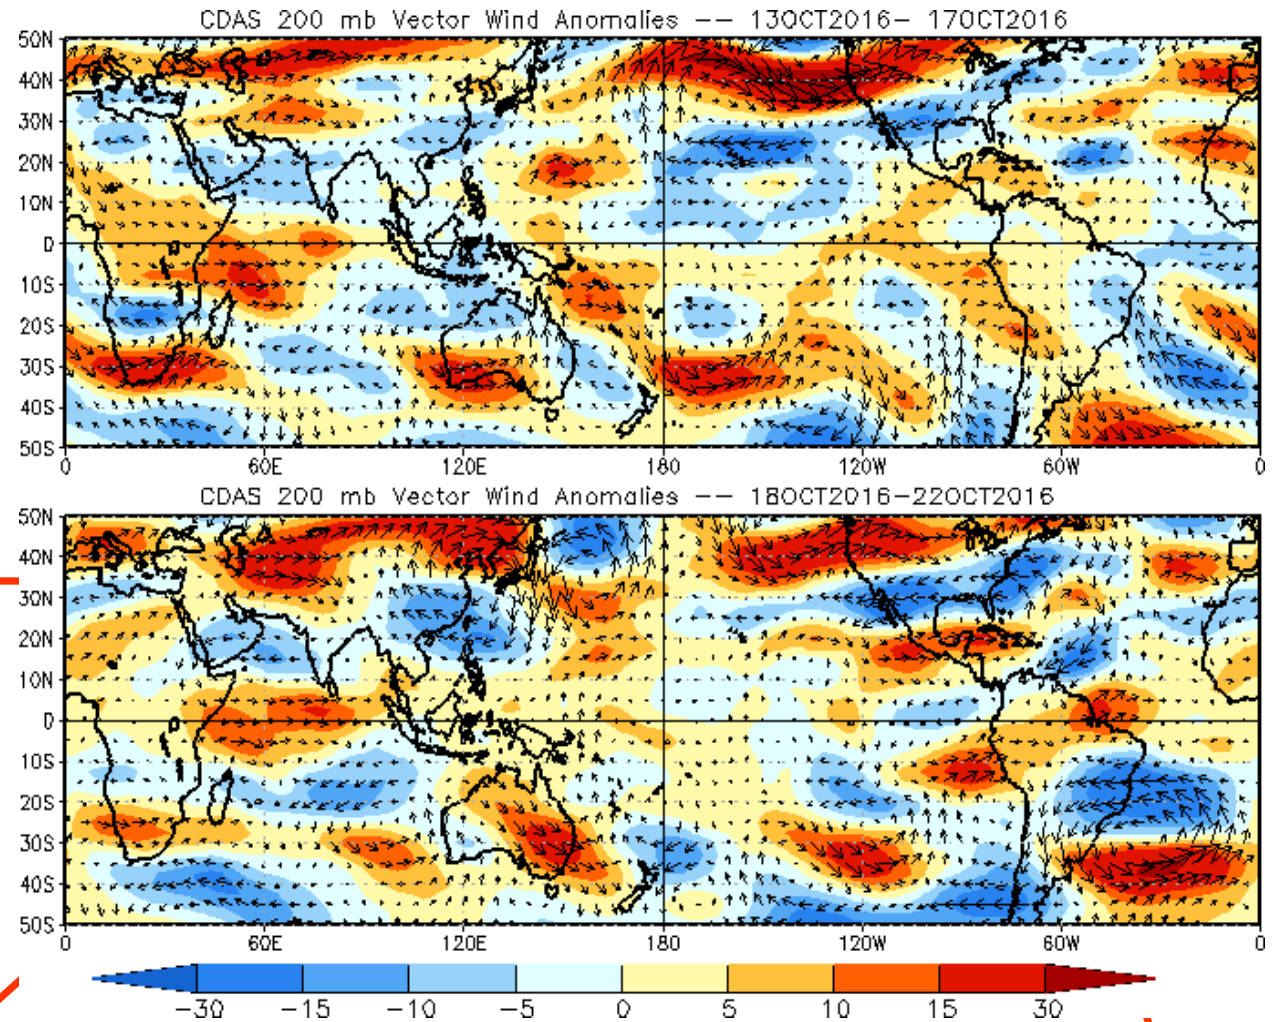 CDAS 200 mb Vector Wind Anomalies -- 13OCT2016- 17OCT2016
50N
40N
30N
20N
10N
0
10S
20S
30S
40S
50S
0 60E 120E 180 120W 60W 0
CDAS 200 mb Vector Wind Anomalies -- 18OCT2016-22OCT2016
50N
40N
30N
20N
10N
0
10S
20S
30S
40S
50S
0 60E 120E 180 120W 60W 0
-30 -15 -10 -5 0 5 10 15 30